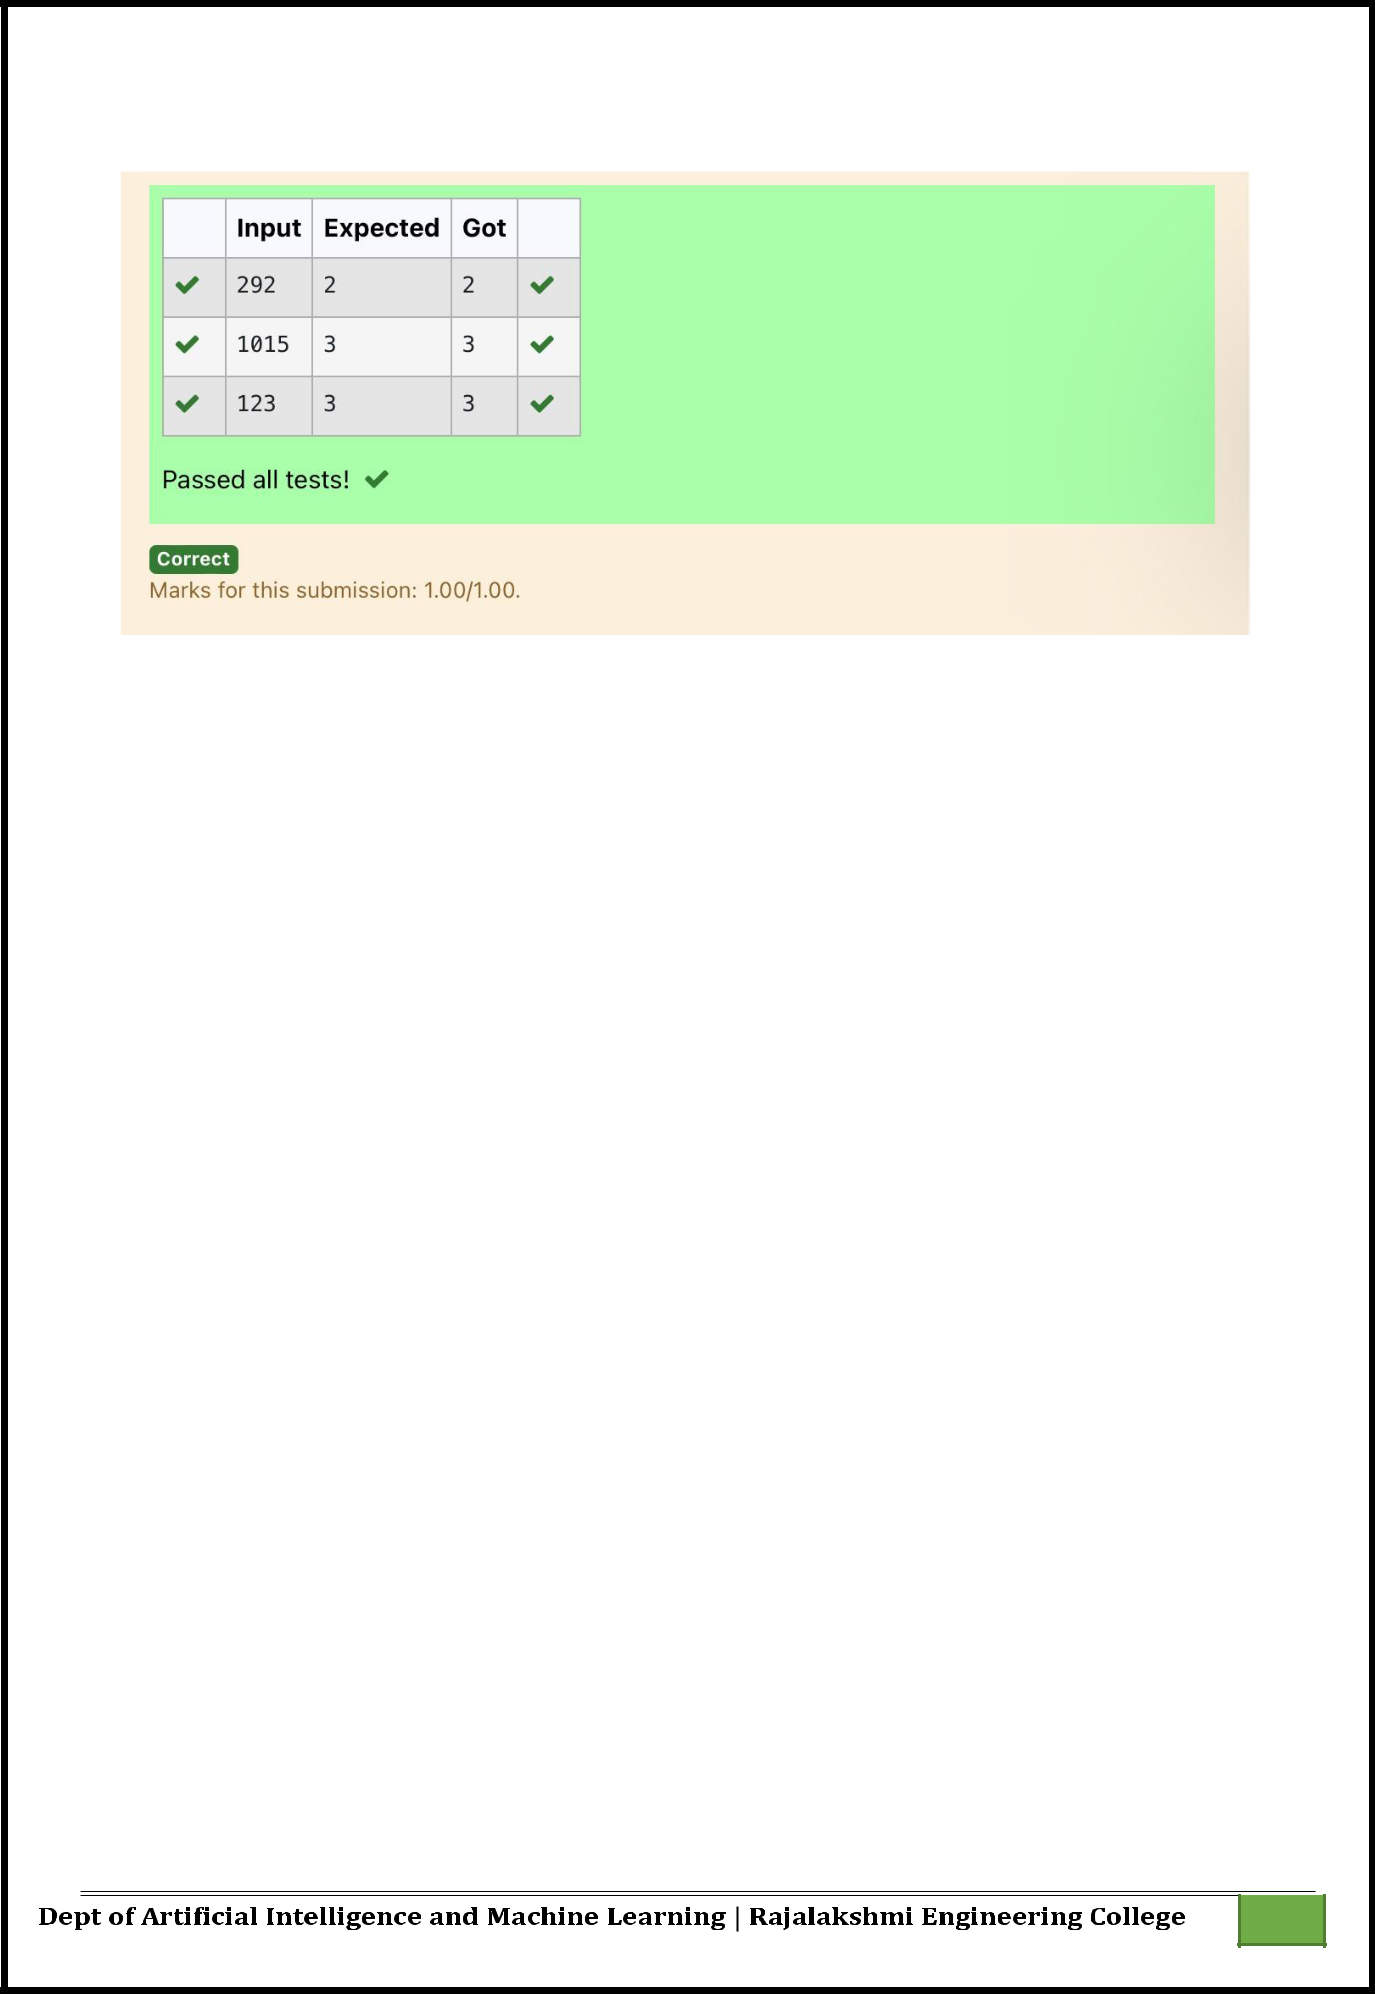 Input Expected Got
292 2 2
1015 3 3
123 3 3
Passed all tests!
Correct
Marks for this submission: 1.00/1.00.
Dept of Artificial Intelligence and Machine Learning | Rajalakshmi Engineering College